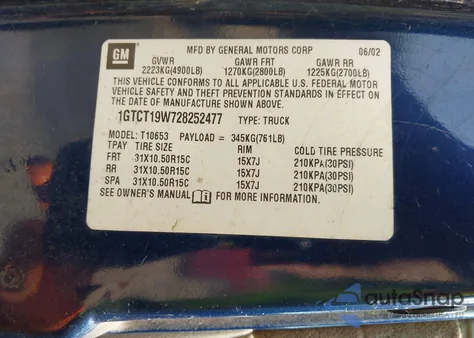 GM
MFD BY GENERAL MOTORS CORP 06/02
GVWR GAWR FRT GAWR RR
2223KG(4900LB) 1270KG(2800LB) 1225KG(2700LB)
THIS VEHICLE CONFORMS TO ALL APPLICABLE U.S. FEDERAL MOTOR
VEHICLE SAFETY AND THEFT PREVENTION STANDARDS IN EFFECT
ON THE DATE OF MANUFACTURE SHOWN ABOVE.
1GTCT19W728252477 TYPE: TRUCK
MODEL: T10653 PAYLOAD = 345KG(761LB)
TPAY TIRE SIZE RIM COLD TIRE PRESSURE
FRT 31X10.50R15C 15X7J 210KPA(30PSI)
RR 31X10.50R15C 15X7J 210KPA(30PSI)
SPA 31X10.50R15C 15X7J 210KPA(30PSI)
SEE OWNER'S MANUAL FOR MORE INFORMATION.
autoSnap